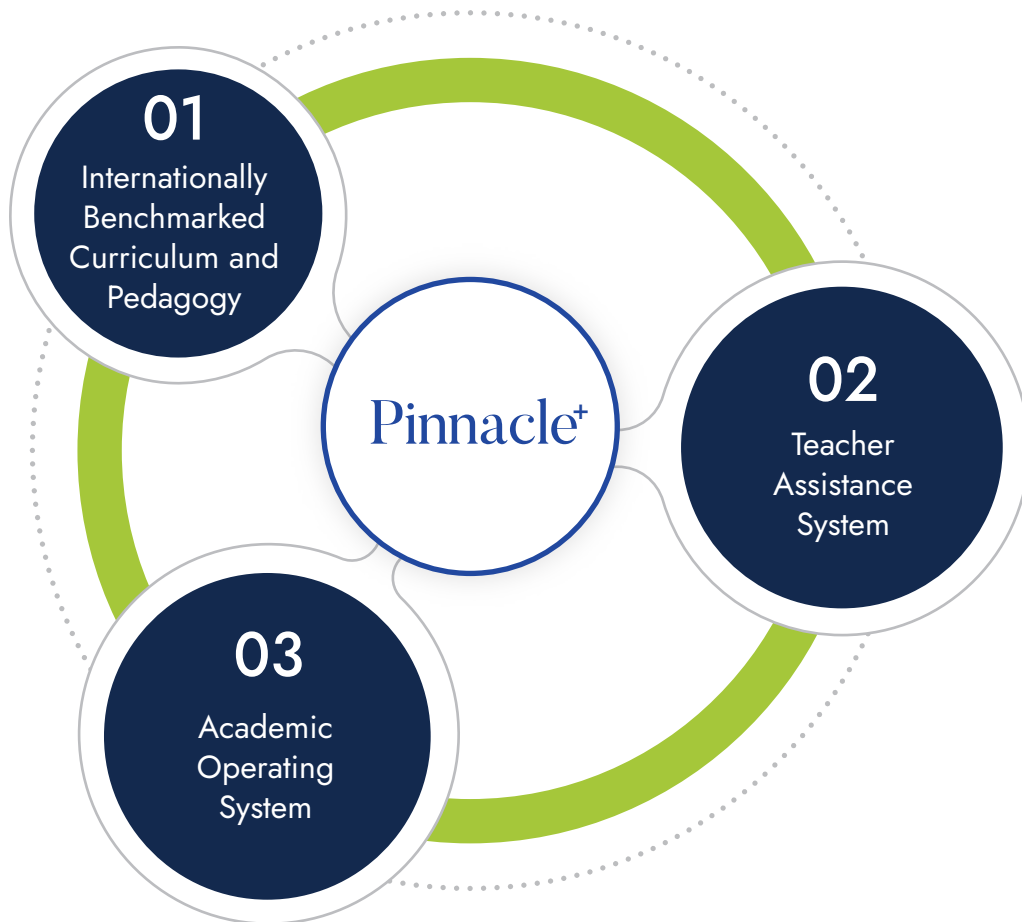 01
Internationally
Benchmarked
Curriculum and
Pedagogy
Pinnacle+
02
Teacher
Assistance
System
03
Academic
Operating
System